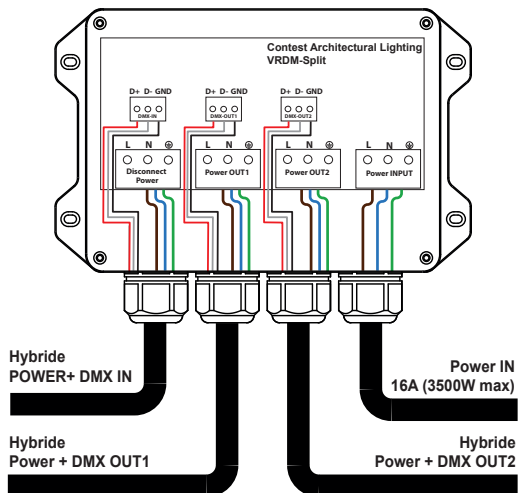 Contest Architectural Lighting
VRDM-Split
D+ D- GND
DMX-IN
D+ D- GND
DMX-OUT1
D+ D- GND
DMX-OUT2
L N ⏚
Disconnect
Power
L N ⏚
Power OUT1
L N ⏚
Power OUT2
L N ⏚
Power INPUT
Hybride
POWER+ DMX IN
Power IN
16A (3500W max)
Hybride
Power + DMX OUT1
Hybride
Power + DMX OUT2